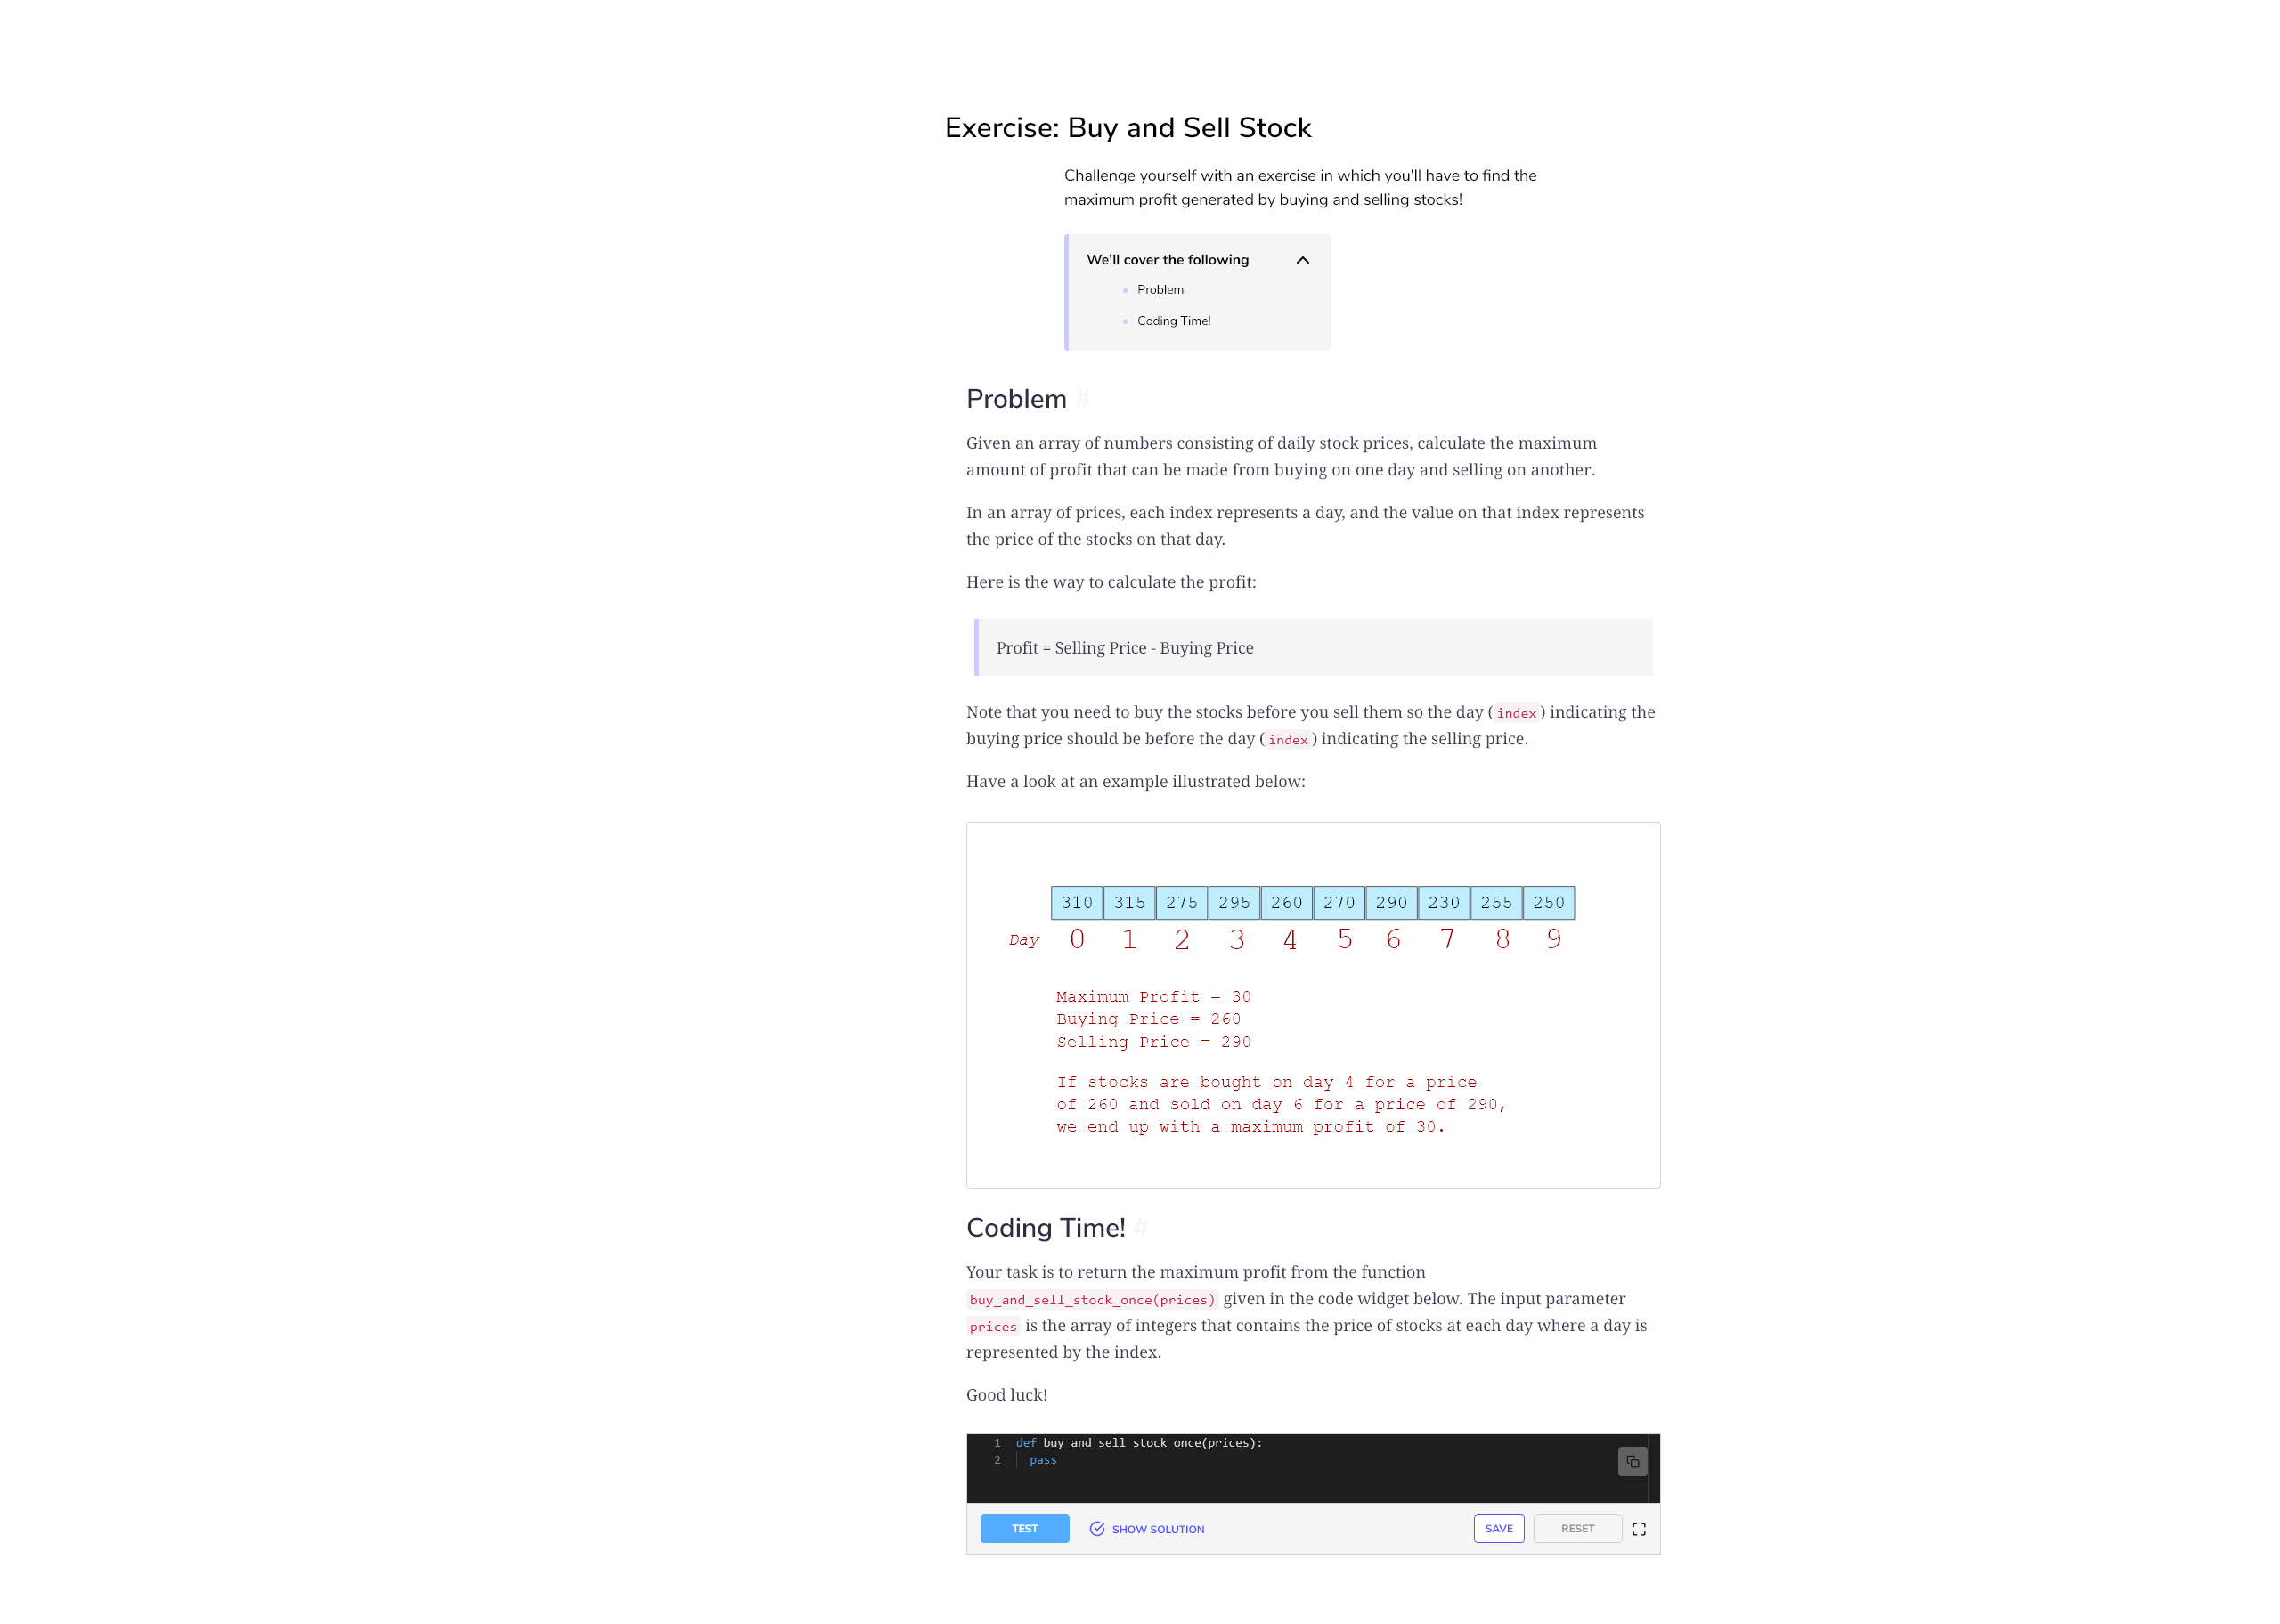 Exercise: Buy and Sell Stock
Challenge yourself with an exercise in which you'll have to find the
maximum profit generated by buying and selling stocks!
We'll cover the following
Problem
Coding Time!
Problem #
Given an array of numbers consisting of daily stock prices, calculate the maximum
amount of profit that can be made from buying on one day and selling on another.
In an array of prices, each index represents a day, and the value on that index represents
the price of the stocks on that day.
Here is the way to calculate the profit:
Profit = Selling Price - Buying Price
Note that you need to buy the stocks before you sell them so the day (index) indicating the
buying price should be before the day (index) indicating the selling price.
Have a look at an example illustrated below:
310 315 275 295 260 270 290 230 255 250
Day 0 1 2 3 4 5 6 7 8 9
Maximum Profit = 30
Buying Price = 260
Selling Price = 290
If stocks are bought on day 4 for a price
of 260 and sold on day 6 for a price of 290,
we end up with a maximum profit of 30.
Coding Time! #
Your task is to return the maximum profit from the function
buy_and_sell_stock_once(prices) given in the code widget below. The input parameter
prices is the array of integers that contains the price of stocks at each day where a day is
represented by the index.
Good luck!
1 def buy_and_sell_stock_once(prices):
2 pass
TEST SHOW SOLUTION SAVE RESET